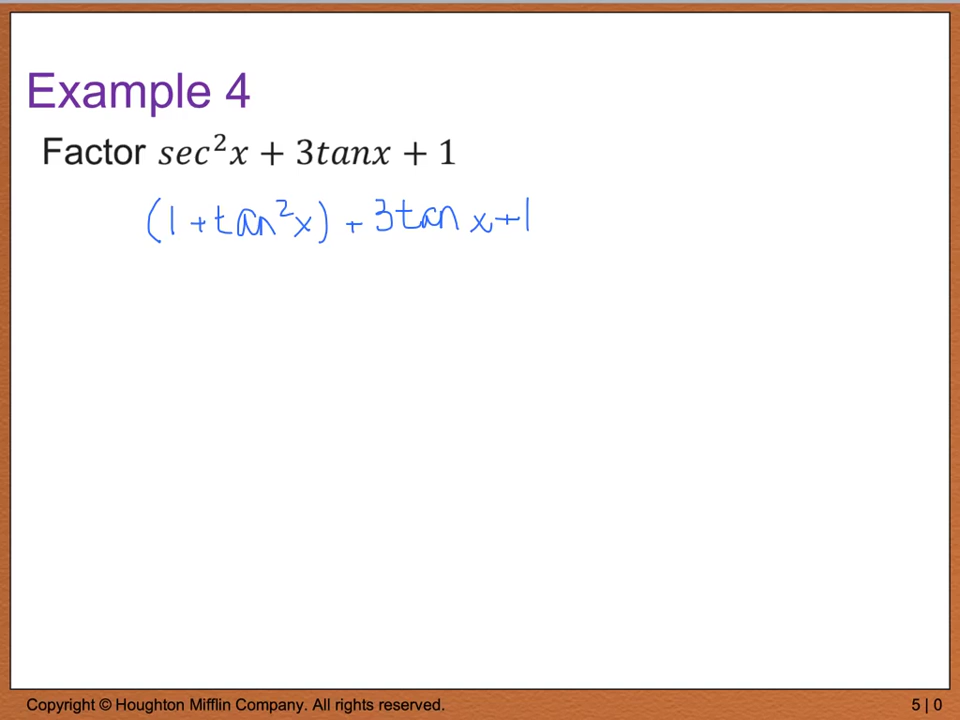 Example 4
Factor sec²x + 3tanx + 1
(1 + tan²x) + 3tan x + 1
Copyright © Houghton Mifflin Company. All rights reserved. 5 | 0